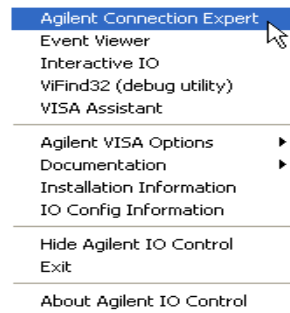 Agilent Connection Expert
Event Viewer
Interactive IO
ViFind32 (debug utility)
VISA Assistant
Agilent VISA Options
Documentation
Installation Information
IO Config Information
Hide Agilent IO Control
Exit
About Agilent IO Control